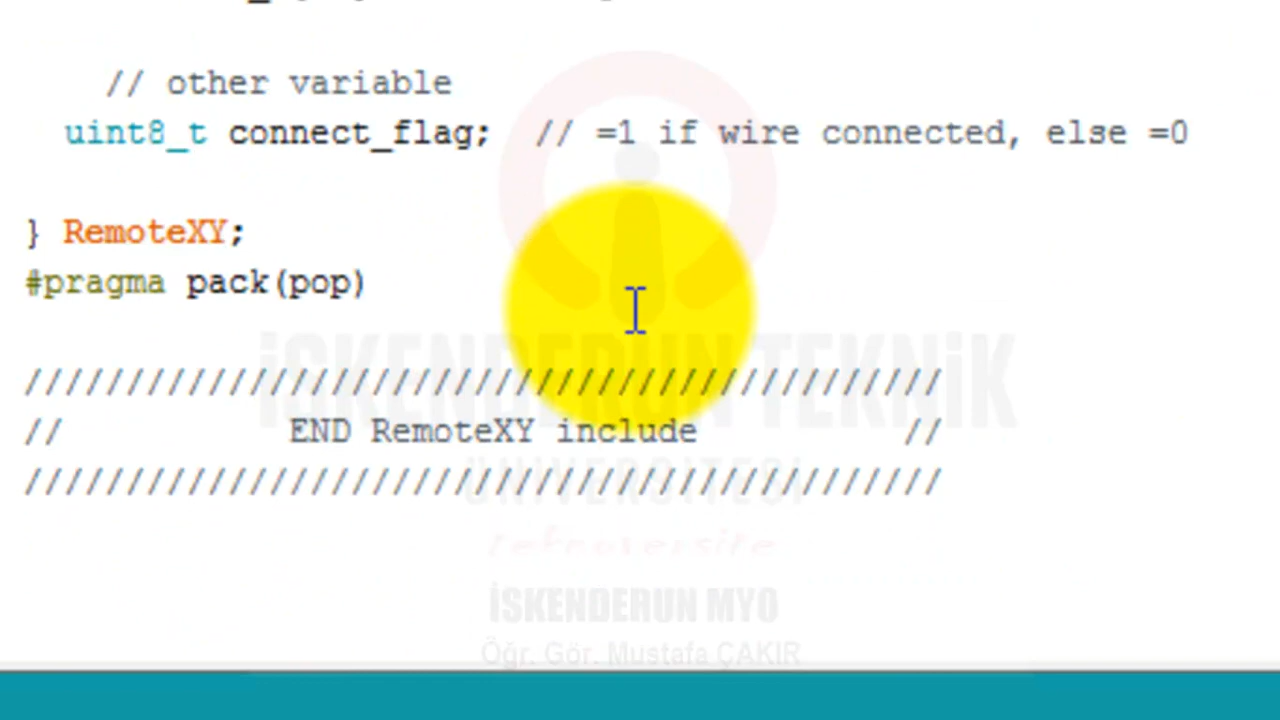 // other variable
uint8_t connect_flag;  // =1 if wire connected, else =0
} RemoteXY;
#pragma pack(pop)
/////////////////////////////////////////////
//           END RemoteXY include          //
/////////////////////////////////////////////
İSKENDERUN TEKNİK
ÜNİVERSİTESİ
İSKENDERUN MYO
Öğr. Gör. Mustafa ÇAKIR